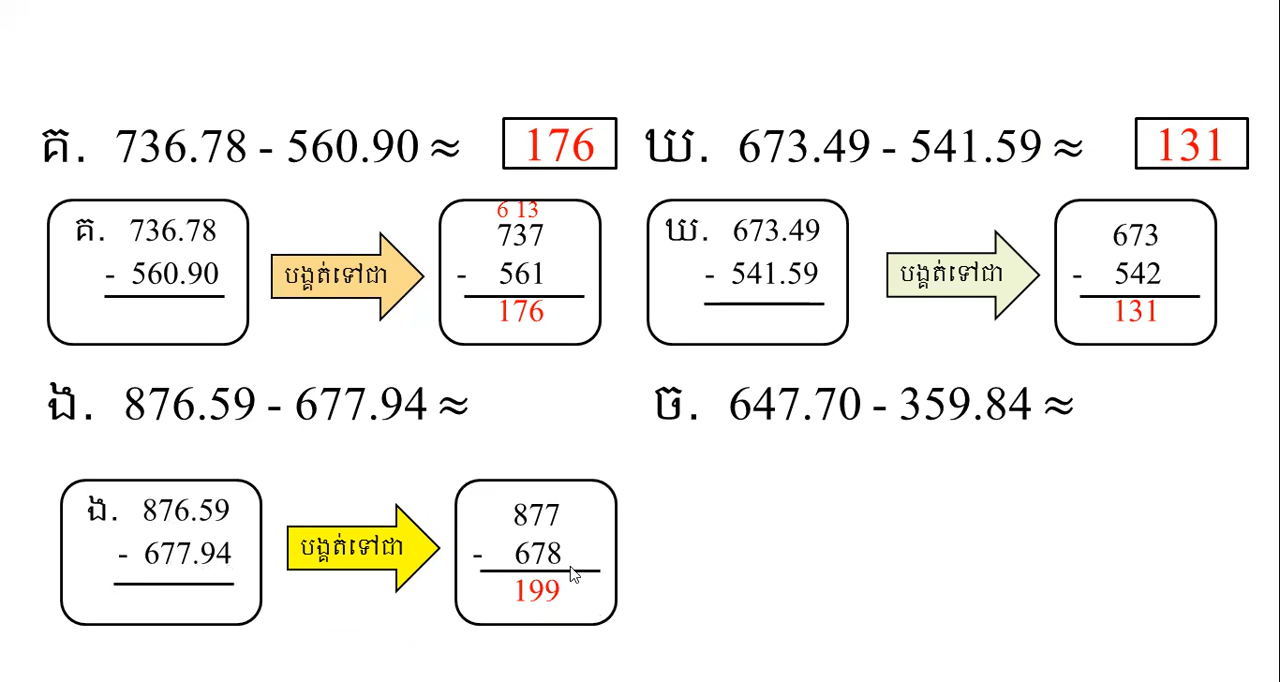 គ. 736.78 - 560.90 ≈ 176
ឃ. 673.49 - 541.59 ≈ 131
គ. 736.78
- 560.90
បង្គត់ទៅជា
6 13
737
- 561
176
ឃ. 673.49
- 541.59
បង្គត់ទៅជា
673
- 542
131
ង. 876.59 - 677.94 ≈
ច. 647.70 - 359.84 ≈
ង. 876.59
- 677.94
បង្គត់ទៅជា
877
- 678
199